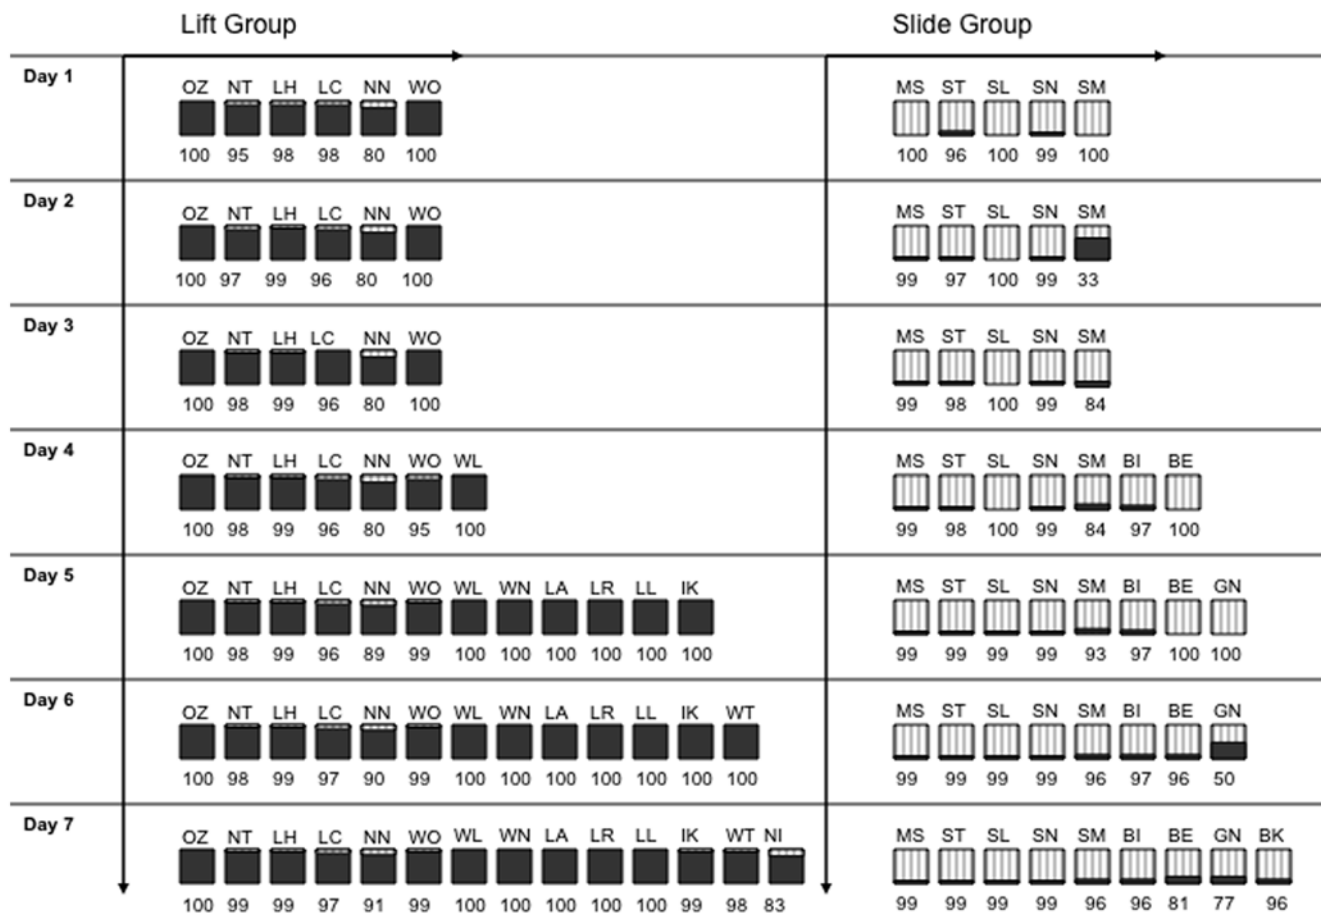 Lift Group Slide Group
Day 1
OZ NT LH LC NN WO MS ST SL SN SM
100 95 98 98 80 100 100 96 100 99 100
Day 2
OZ NT LH LC NN WO MS ST SL SN SM
100 97 99 96 80 100 99 97 100 99 33
Day 3
OZ NT LH LC NN WO MS ST SL SN SM
100 98 99 96 80 100 99 98 100 99 84
Day 4
OZ NT LH LC NN WO WL MS ST SL SN SM BI BE
100 98 99 96 80 95 100 99 98 100 99 84 97 100
Day 5
OZ NT LH LC NN WO WL WN LA LR LL IK MS ST SL SN SM BI BE GN
100 98 99 96 89 99 100 100 100 100 100 100 99 99 99 99 93 97 100 100
Day 6
OZ NT LH LC NN WO WL WN LA LR LL IK WT MS ST SL SN SM BI BE GN
100 98 99 97 90 99 100 100 100 100 100 100 100 99 99 99 99 96 97 96 50
Day 7
OZ NT LH LC NN WO WL WN LA LR LL IK WT NI MS ST SL SN SM BI BE GN BK
100 99 99 97 91 99 100 100 100 100 100 99 98 83 99 99 99 99 96 96 81 77 96